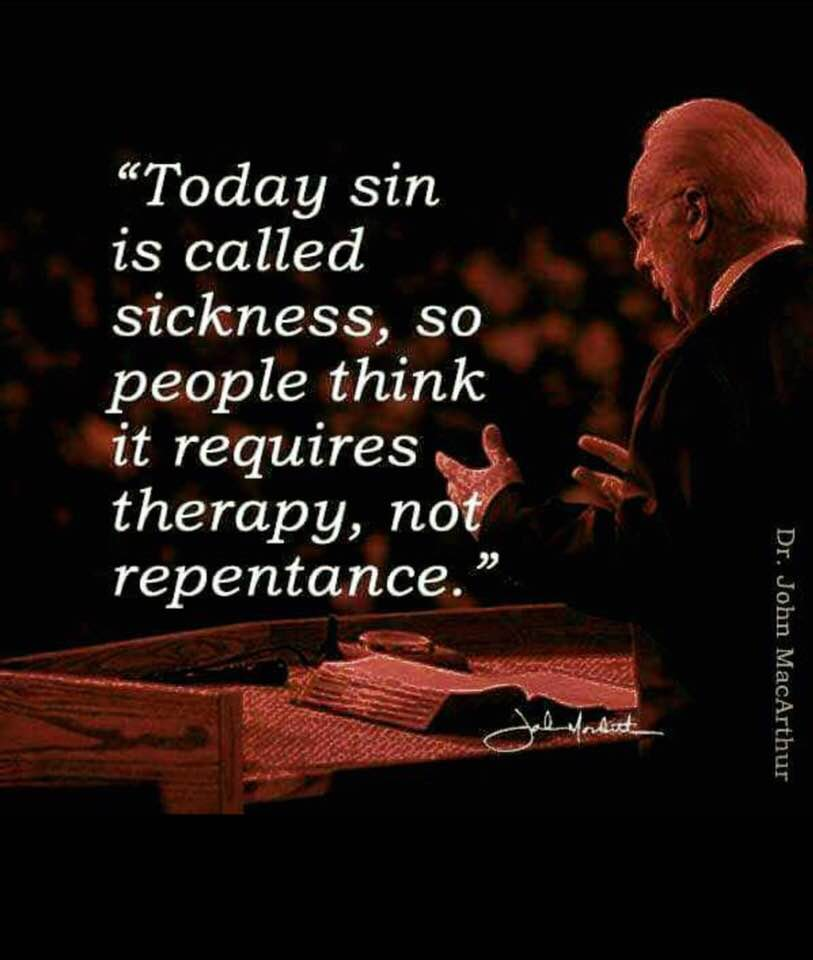 “Today sin
is called
sickness, so
people think
it requires
therapy, not
repentance.”
Dr. John MacArthur